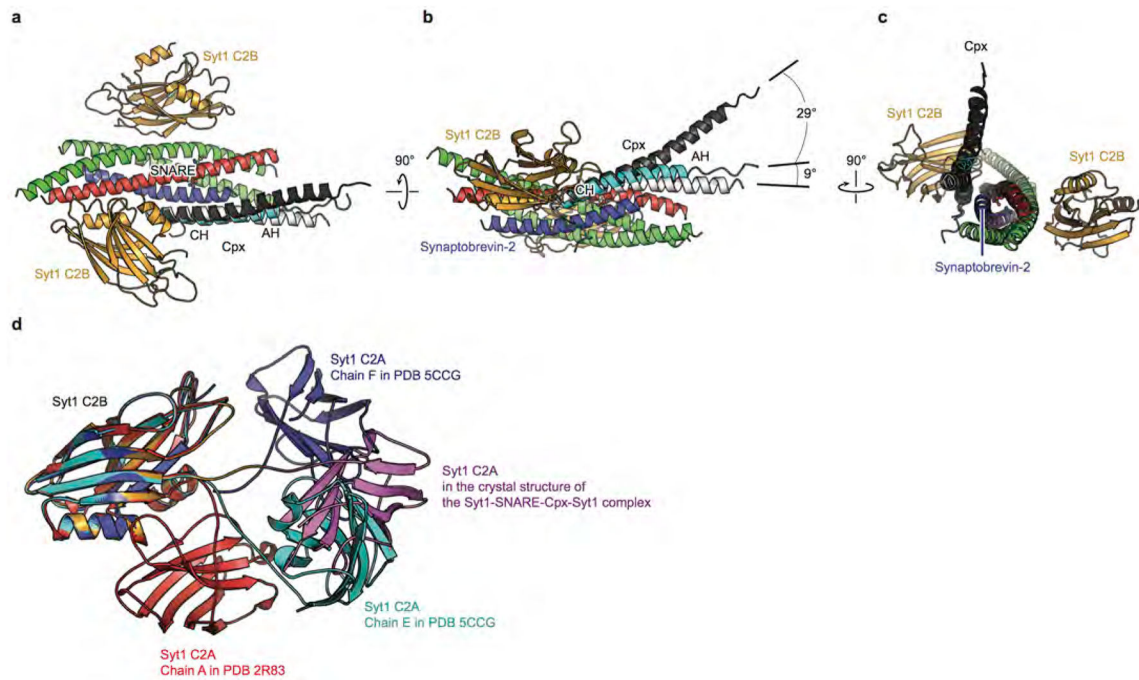 a
Syt1 C2B
SNARE
CH
Cpx
AH
Syt1 C2B
90°
b
Syt1 C2B
Cpx
AH
CH
29°
9°
Synaptobrevin-2
90°
c
Cpx
Syt1 C2B
Syt1 C2B
Synaptobrevin-2
d
Syt1 C2B
Syt1 C2A
Chain F in PDB 5CCG
Syt1 C2A
in the crystal structure of
the Syt1-SNARE-Cpx-Syt1 complex
Syt1 C2A
Chain E in PDB 5CCG
Syt1 C2A
Chain A in PDB 2R83